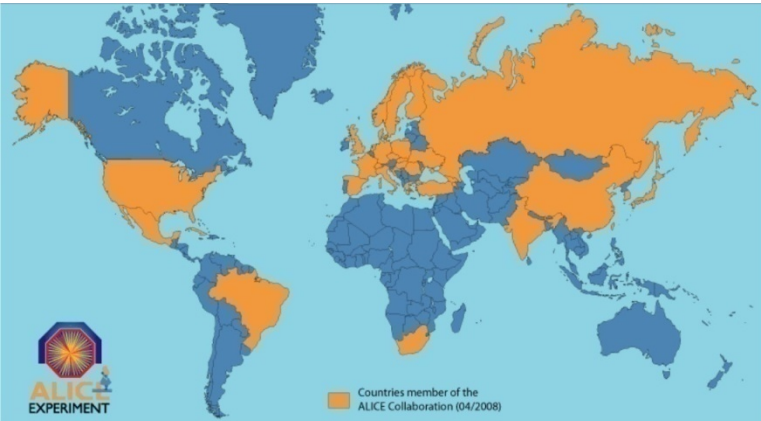 ALICE
EXPERIMENT
Countries member of the
ALICE Collaboration (04/2008)